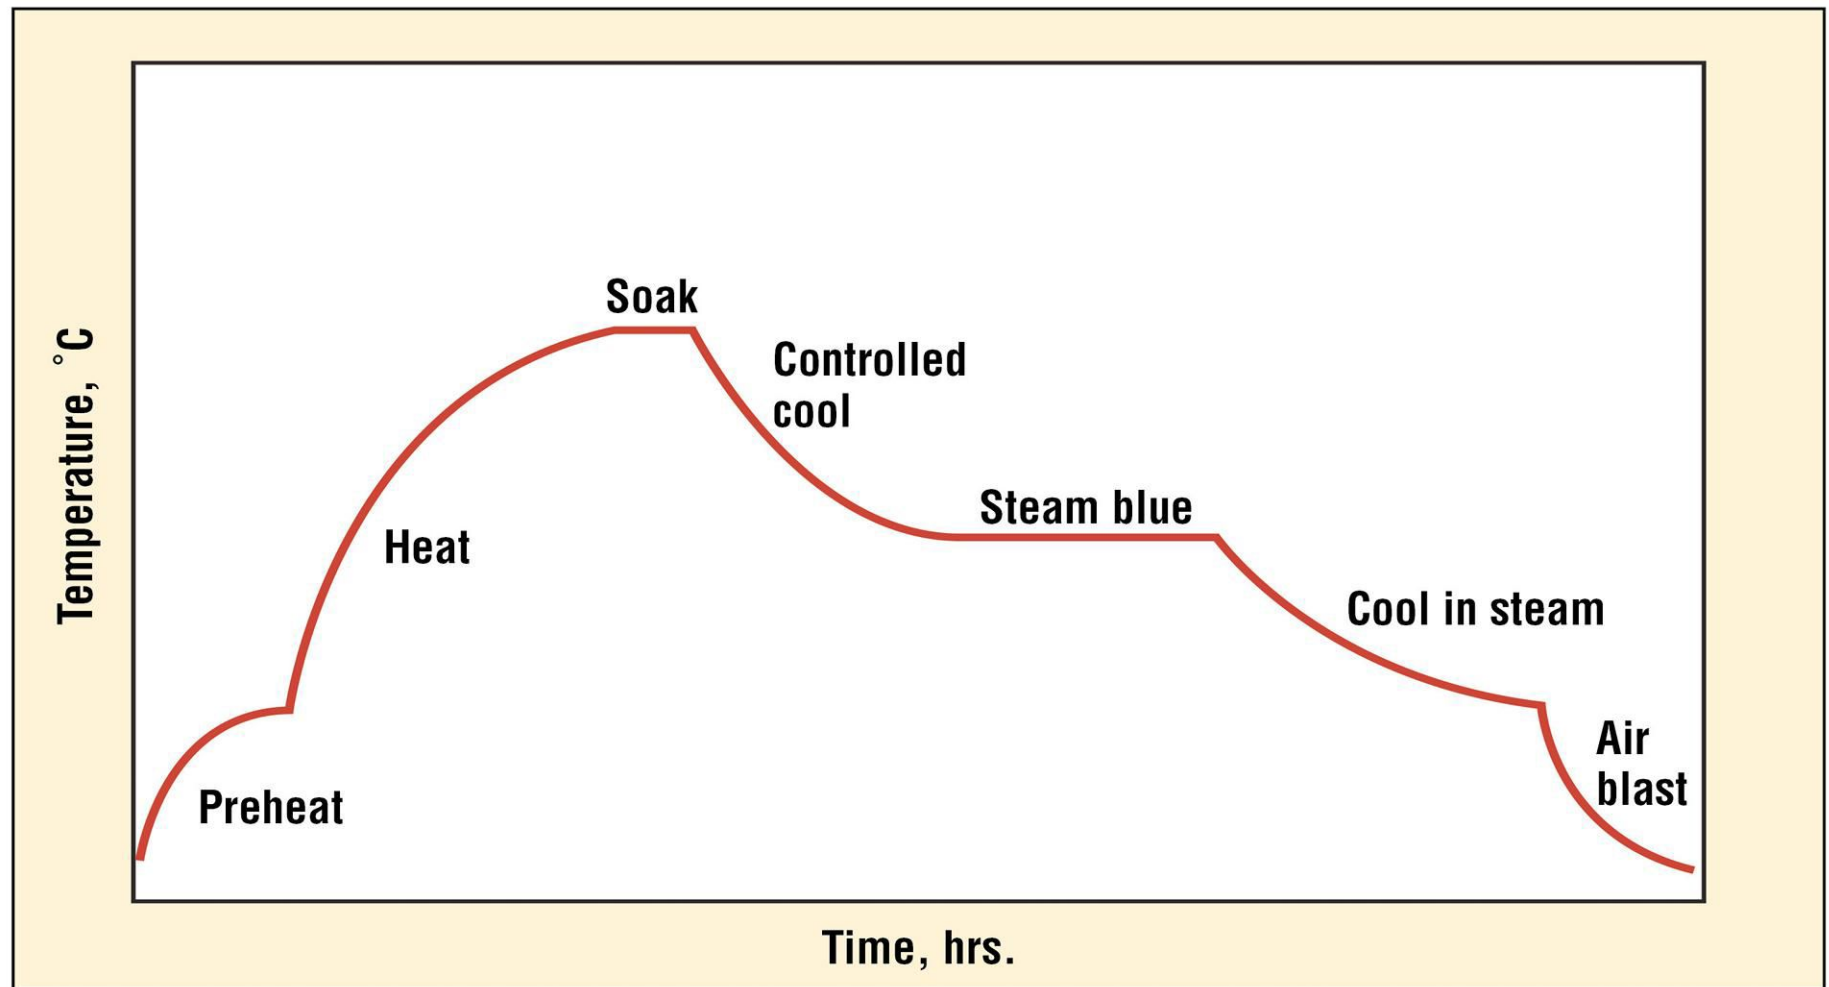 Soak
Controlled
cool
Steam blue
Heat
Cool in steam
Air
blast
Preheat
Temperature, °C
Time, hrs.